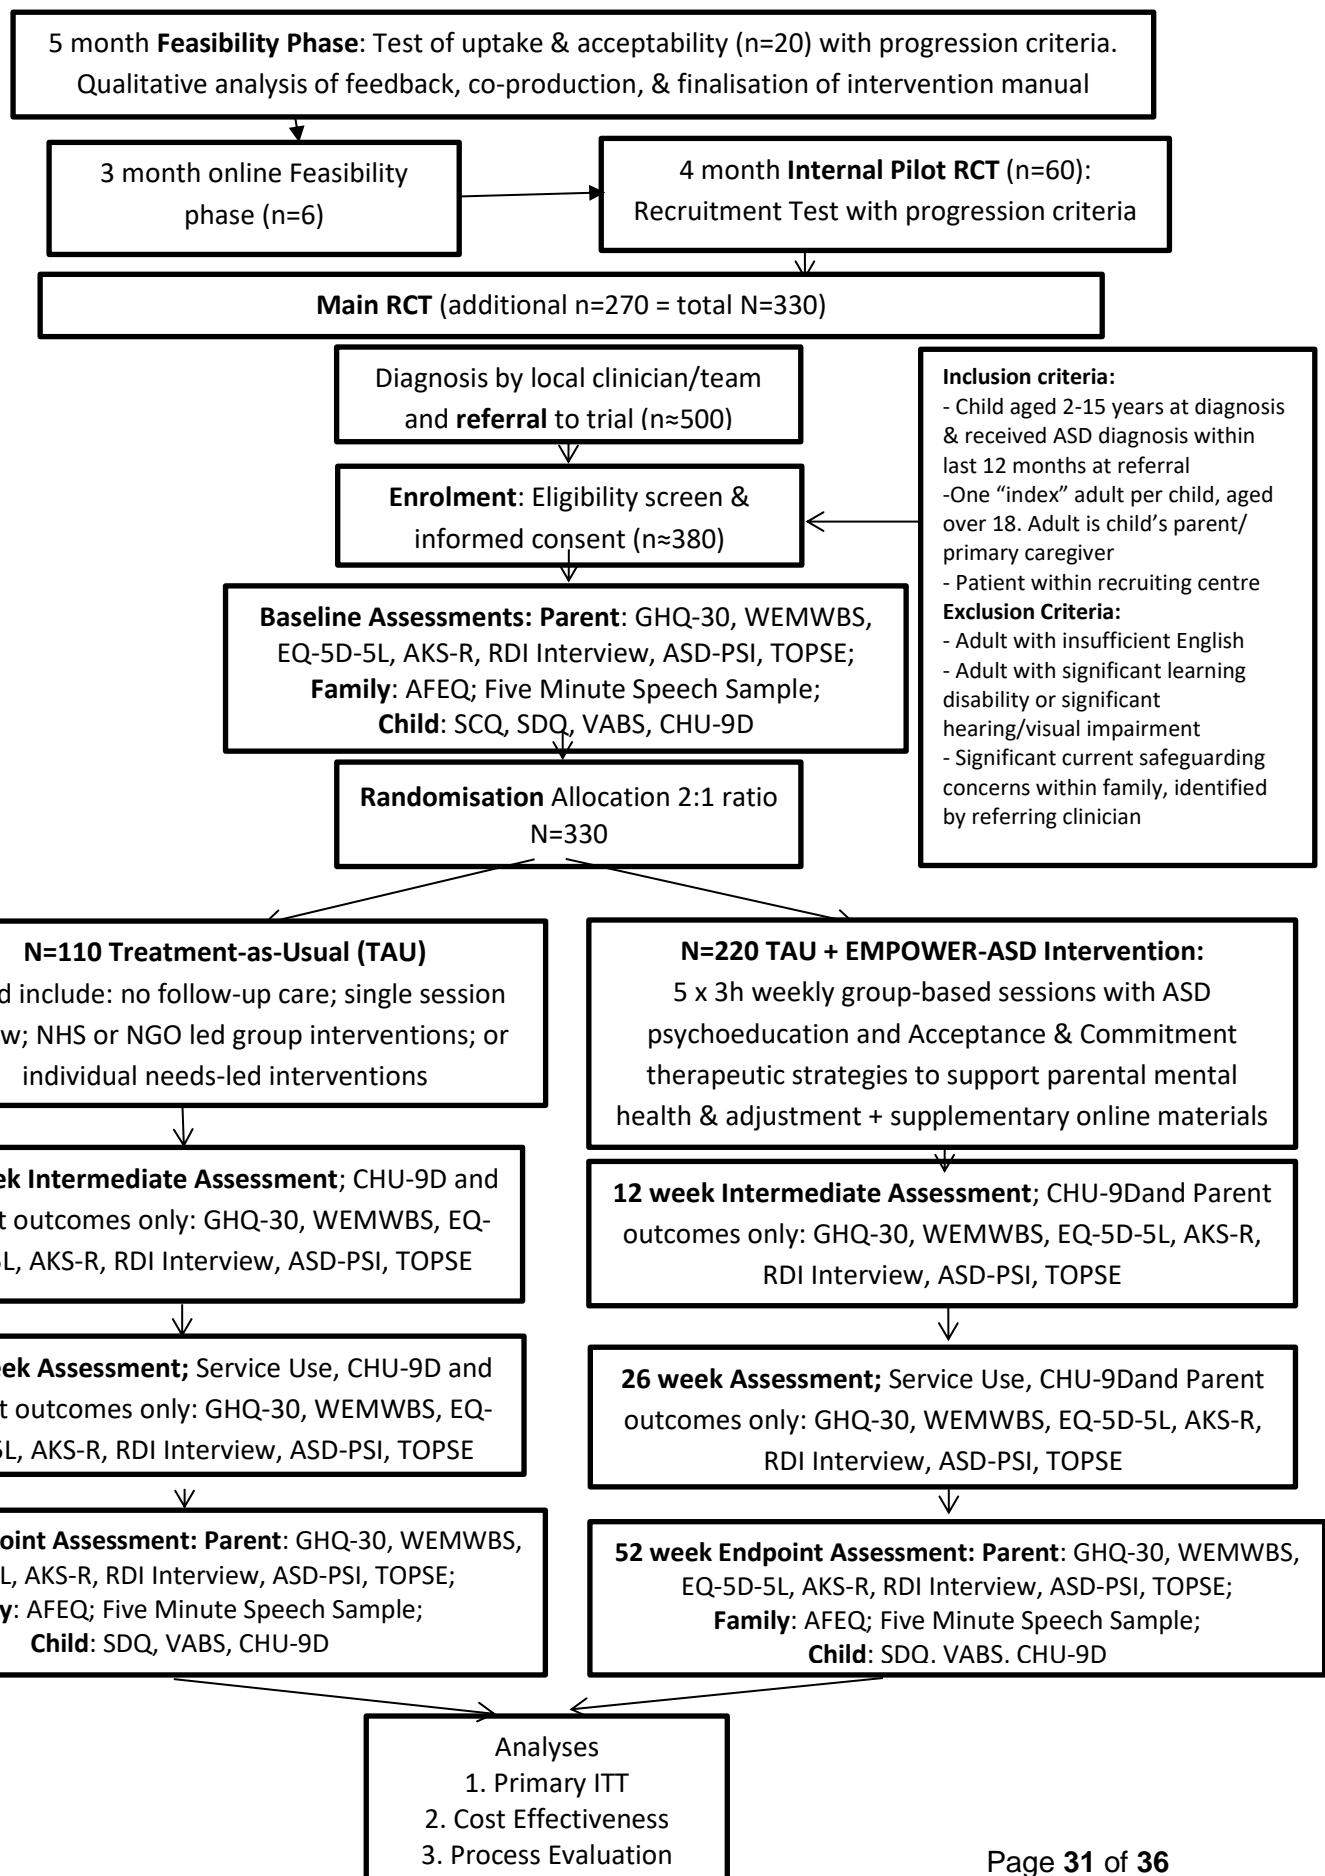 5 month Feasibility Phase: Test of uptake & acceptability (n=20) with progression criteria.
Qualitative analysis of feedback, co-production, & finalisation of intervention manual
3 month online Feasibility
phase (n=6)
4 month Internal Pilot RCT (n=60):
Recruitment Test with progression criteria
Main RCT (additional n=270 = total N=330)
Diagnosis by local clinician/team
and referral to trial (n≈500)
Inclusion criteria:
- Child aged 2-15 years at diagnosis
& received ASD diagnosis within
last 12 months at referral
-One “index” adult per child, aged
over 18. Adult is child’s parent/
primary caregiver
- Patient within recruiting centre
Exclusion Criteria:
- Adult with insufficient English
- Adult with significant learning
disability or significant
hearing/visual impairment
- Significant current safeguarding
concerns within family, identified
by referring clinician
Enrolment: Eligibility screen &
informed consent (n≈380)
Baseline Assessments: Parent: GHQ-30, WEMWBS,
EQ-5D-5L, AKS-R, RDI Interview, ASD-PSI, TOPSE;
Family: AFEQ; Five Minute Speech Sample;
Child: SCQ, SDQ, VABS, CHU-9D
Randomisation Allocation 2:1 ratio
N=330
N=110 Treatment-as-Usual (TAU)
include: no follow-up care; single session
NHS or NGO led group interventions; or
individual needs-led interventions
Intermediate Assessment; CHU-9D and
outcomes only: GHQ-30, WEMWBS, EQ-
AKS-R, RDI Interview, ASD-PSI, TOPSE
Assessment; Service Use, CHU-9D and
outcomes only: GHQ-30, WEMWBS, EQ-
AKS-R, RDI Interview, ASD-PSI, TOPSE
Assessment: Parent: GHQ-30, WEMWBS,
AKS-R, RDI Interview, ASD-PSI, TOPSE;
AFEQ; Five Minute Speech Sample;
Child: SDQ, VABS, CHU-9D
N=220 TAU + EMPOWER-ASD Intervention:
5 x 3h weekly group-based sessions with ASD
psychoeducation and Acceptance & Commitment
therapeutic strategies to support parental mental
health & adjustment + supplementary online materials
12 week Intermediate Assessment; CHU-9Dand Parent
outcomes only: GHQ-30, WEMWBS, EQ-5D-5L, AKS-R,
RDI Interview, ASD-PSI, TOPSE
26 week Assessment; Service Use, CHU-9Dand Parent
outcomes only: GHQ-30, WEMWBS, EQ-5D-5L, AKS-R,
RDI Interview, ASD-PSI, TOPSE
52 week Endpoint Assessment: Parent: GHQ-30, WEMWBS,
EQ-5D-5L, AKS-R, RDI Interview, ASD-PSI, TOPSE;
Family: AFEQ; Five Minute Speech Sample;
Child: SDQ, VABS, CHU-9D
Analyses
1. Primary ITT
2. Cost Effectiveness
3. Process Evaluation
Page 31 of 36